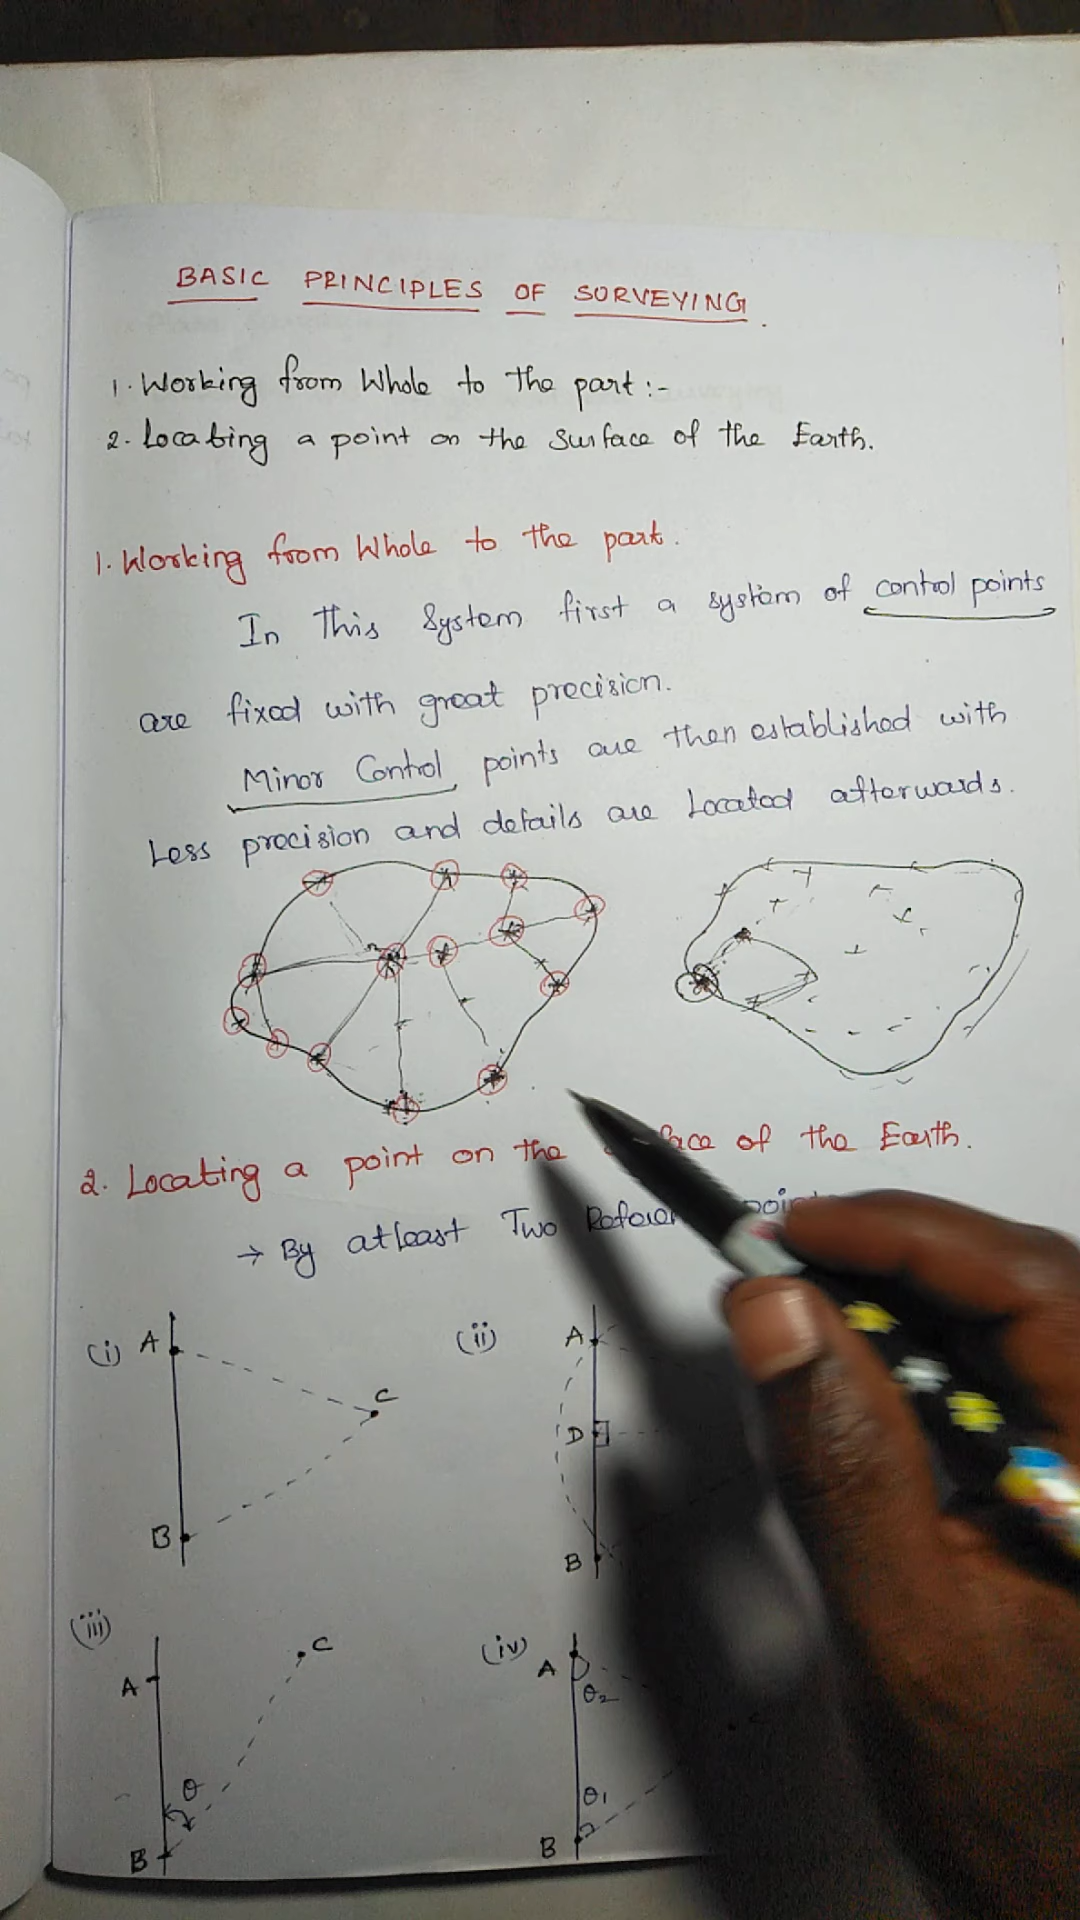 BASIC PRINCIPLES OF SORVEYING.
1. Working from Whole to the part :-
2. Locating a point on the Surface of the Earth.
1. Working from Whole to the part.
In this System first a system of control points
are fixed with great precision.
Minor Control points are then established with
Less precision and details are Located afterwards.
2. Locating a point on the face of the Earth.
→ By atleast Two
(i) A
C
B
(ii) A
D
B
(iii)
A
C
θ
B
(iv)
A
θ2
θ1
B